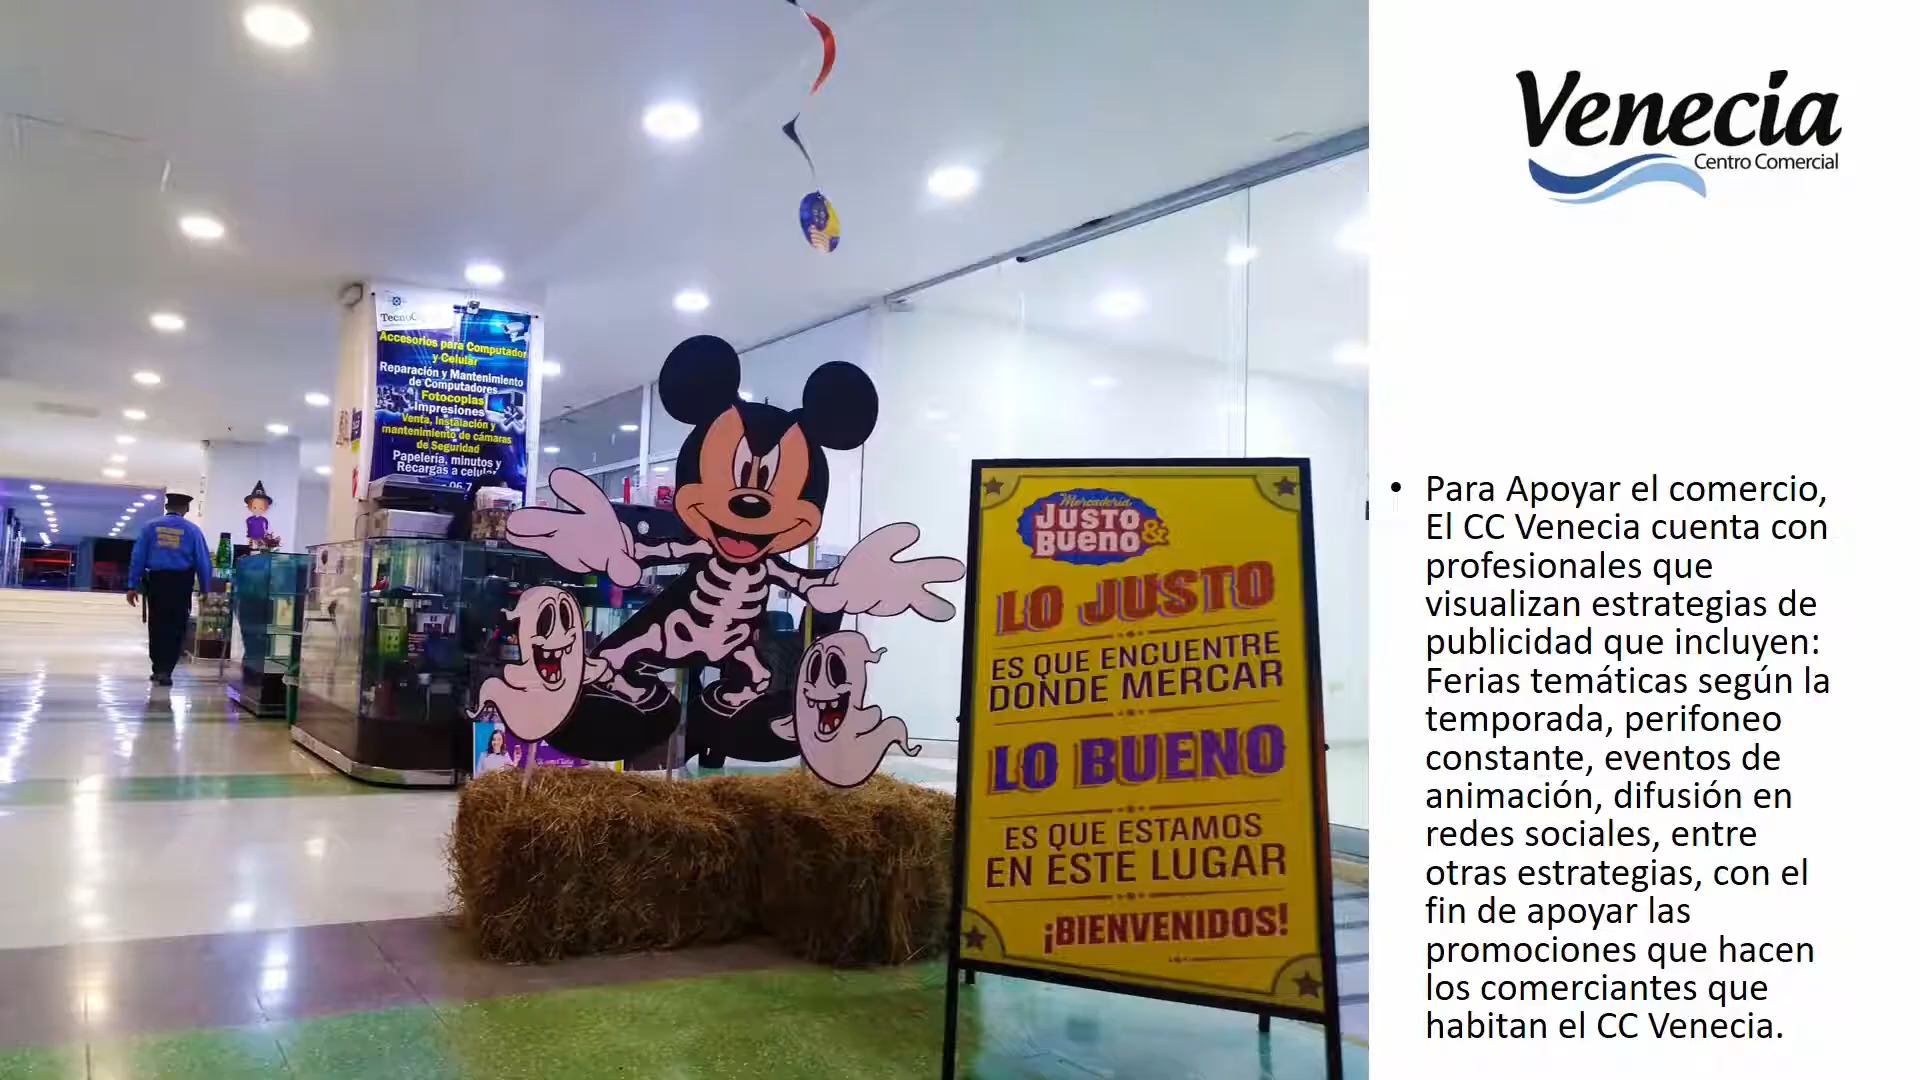 Venecia
Centro Comercial
Accesorios para Computador
y Celular
Reparación y Mantenimiento
de Computadores
Fotocopias
Impresiones
Venta, Instalación y
mantenimiento de cámaras
de Seguridad
Papelería, minutos y
Recargas a celular
Mercadería
JUSTO &
BUENO
LO JUSTO
ES QUE ENCUENTRE
DONDE MERCAR
LO BUENO
ES QUE ESTAMOS
EN ESTE LUGAR
¡BIENVENIDOS!
• Para Apoyar el comercio,
El CC Venecia cuenta con
profesionales que
visualizan estrategias de
publicidad que incluyen:
Ferias temáticas según la
temporada, perifoneo
constante, eventos de
animación, difusión en
redes sociales, entre
otras estrategias, con el
fin de apoyar las
promociones que hacen
los comerciantes que
habitan el CC Venecia.